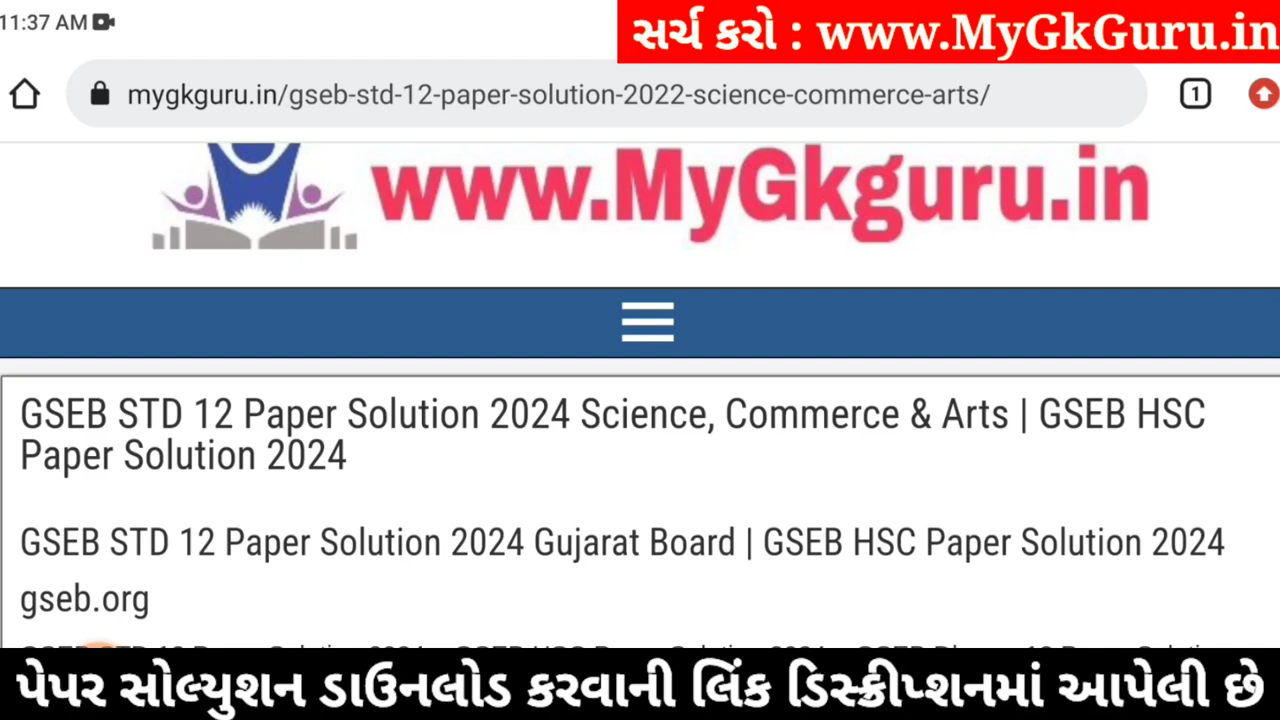 11:37 AM
સર્ચ કરો : www.MyGkGuru.in
mygkguru.in/gseb-std-12-paper-solution-2022-science-commerce-arts/
1
www.MyGkguru.in
GSEB STD 12 Paper Solution 2024 Science, Commerce & Arts | GSEB HSC
Paper Solution 2024
GSEB STD 12 Paper Solution 2024 Gujarat Board | GSEB HSC Paper Solution 2024
gseb.org
પેપર સોલ્યુશન ડાઉનલોડ કરવાની લિંક ડિસ્ક્રીપ્શનમાં આપેલી છે